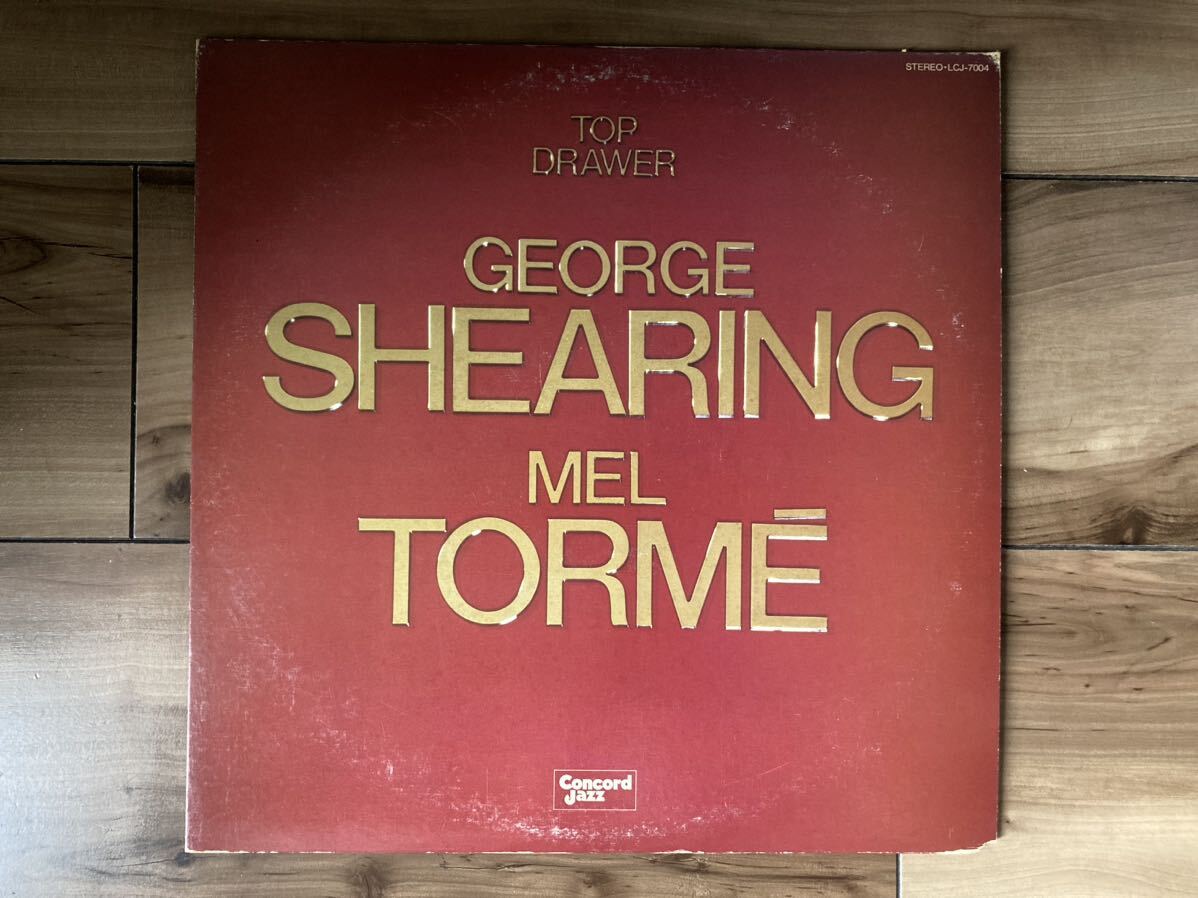 STEREO•LCJ-7004
TOP
DRAWER
GEORGE
SHEARING
MEL
TORMÉ
Concord
Jazz